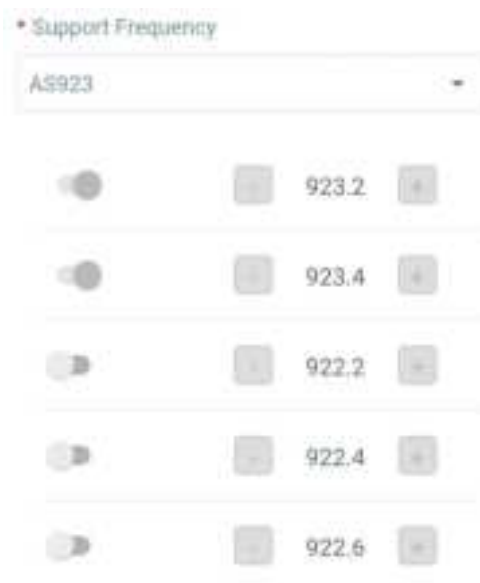 * Support Frequency
AS923
- 923.2 +
- 923.4 +
- 922.2 +
- 922.4 +
- 922.6 +